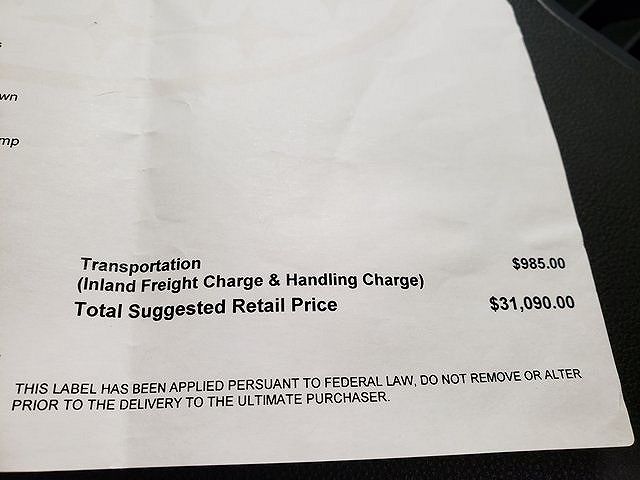 wn
mp
Transportation $985.00
(Inland Freight Charge & Handling Charge)
Total Suggested Retail Price $31,090.00
THIS LABEL HAS BEEN APPLIED PERSUANT TO FEDERAL LAW, DO NOT REMOVE OR ALTER
PRIOR TO THE DELIVERY TO THE ULTIMATE PURCHASER.